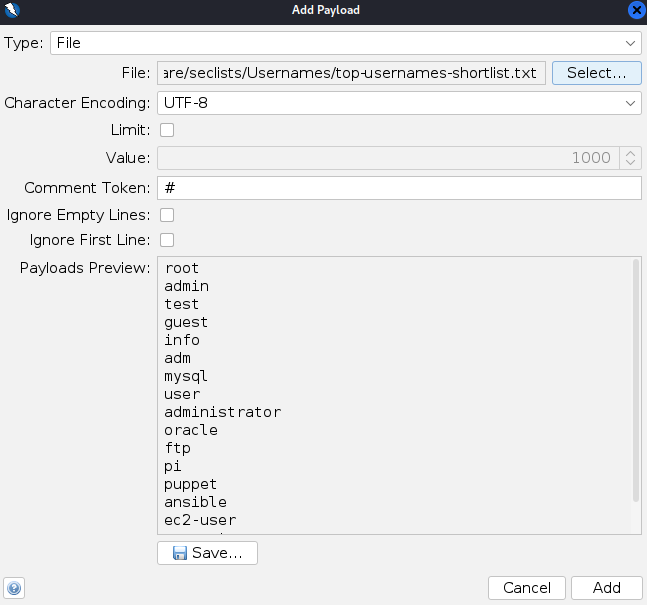 Add Payload
Type: File
File: are/seclists/Usernames/top-usernames-shortlist.txt Select...
Character Encoding: UTF-8
Limit:
Value: 1000
Comment Token: #
Ignore Empty Lines:
Ignore First Line:
Payloads Preview: root
admin
test
guest
info
adm
mysql
user
administrator
oracle
ftp
pi
puppet
ansible
ec2-user
Save...
Cancel Add